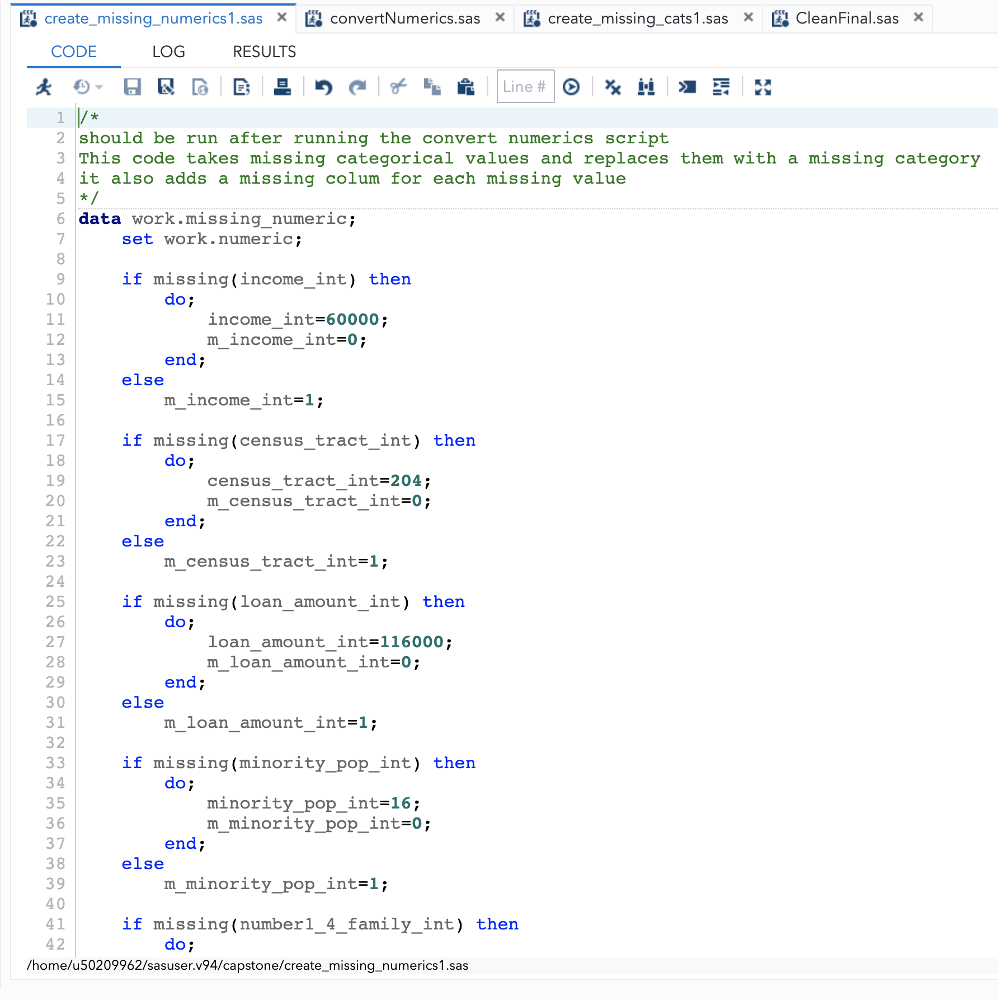 create_missing_numerics1.sas × convertNumerics.sas × create_missing_cats1.sas × CleanFinal.sas ×
CODE LOG RESULTS
Line #
1 /*
2 should be run after running the convert numerics script
3 This code takes missing categorical values and replaces them with a missing category
4 it also adds a missing colum for each missing value
5 */
6 data work.missing_numeric;
7 set work.numeric;
8
9 if missing(income_int) then
10 do;
11 income_int=60000;
12 m_income_int=0;
13 end;
14 else
15 m_income_int=1;
16
17 if missing(census_tract_int) then
18 do;
19 census_tract_int=204;
20 m_census_tract_int=0;
21 end;
22 else
23 m_census_tract_int=1;
24
25 if missing(loan_amount_int) then
26 do;
27 loan_amount_int=116000;
28 m_loan_amount_int=0;
29 end;
30 else
31 m_loan_amount_int=1;
32
33 if missing(minority_pop_int) then
34 do;
35 minority_pop_int=16;
36 m_minority_pop_int=0;
37 end;
38 else
39 m_minority_pop_int=1;
40
41 if missing(number1_4_family_int) then
42 do;
/home/u50209962/sasuser.v94/capstone/create_missing_numerics1.sas